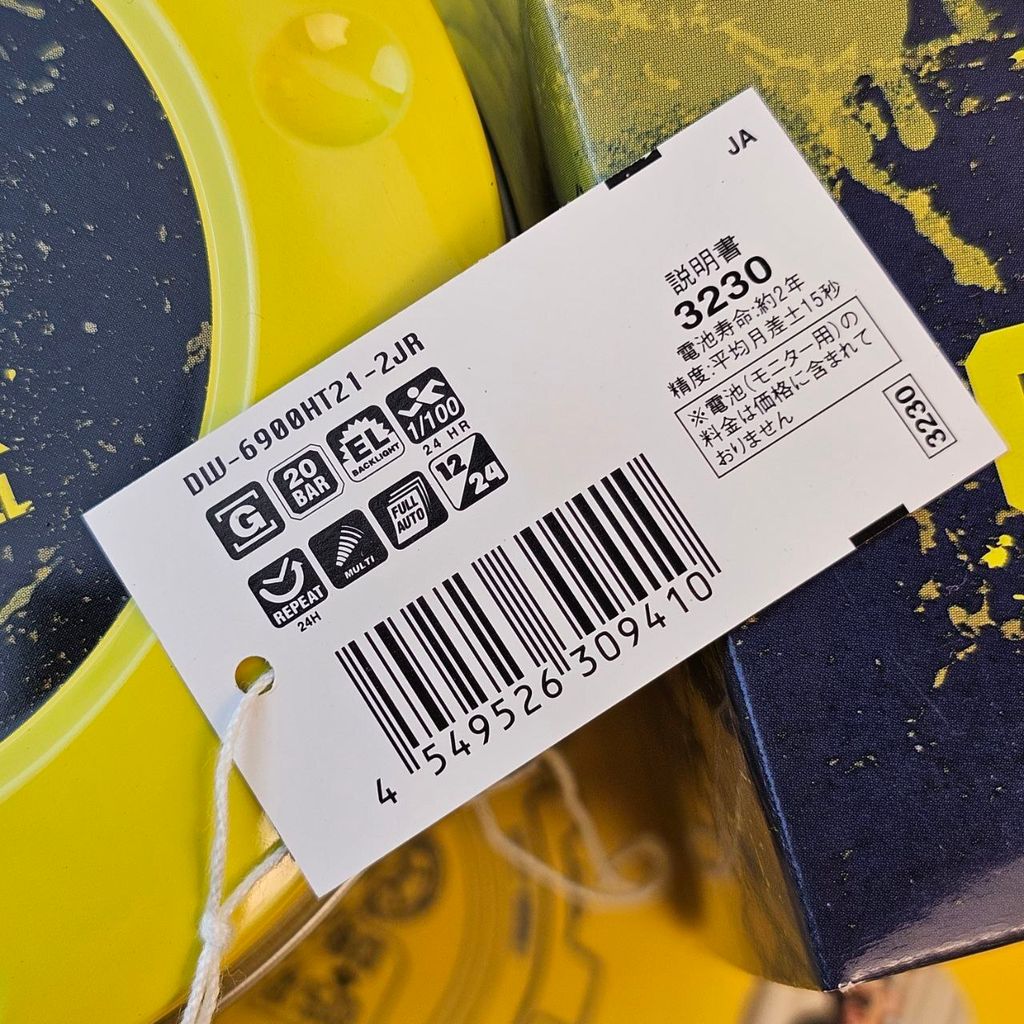 JA
DW-6900HT21-2JR
G
20
BAR
EL
BACKLIGHT
1/100
24 HR
REPEAT
24H
MULTI
FULL
AUTO
12/24
4 549526 309410
説明書
3230
電池寿命:約2年
精度:平均月差±15秒
※電池(モニター用)の
料金は価格に含まれて
おりません
3230